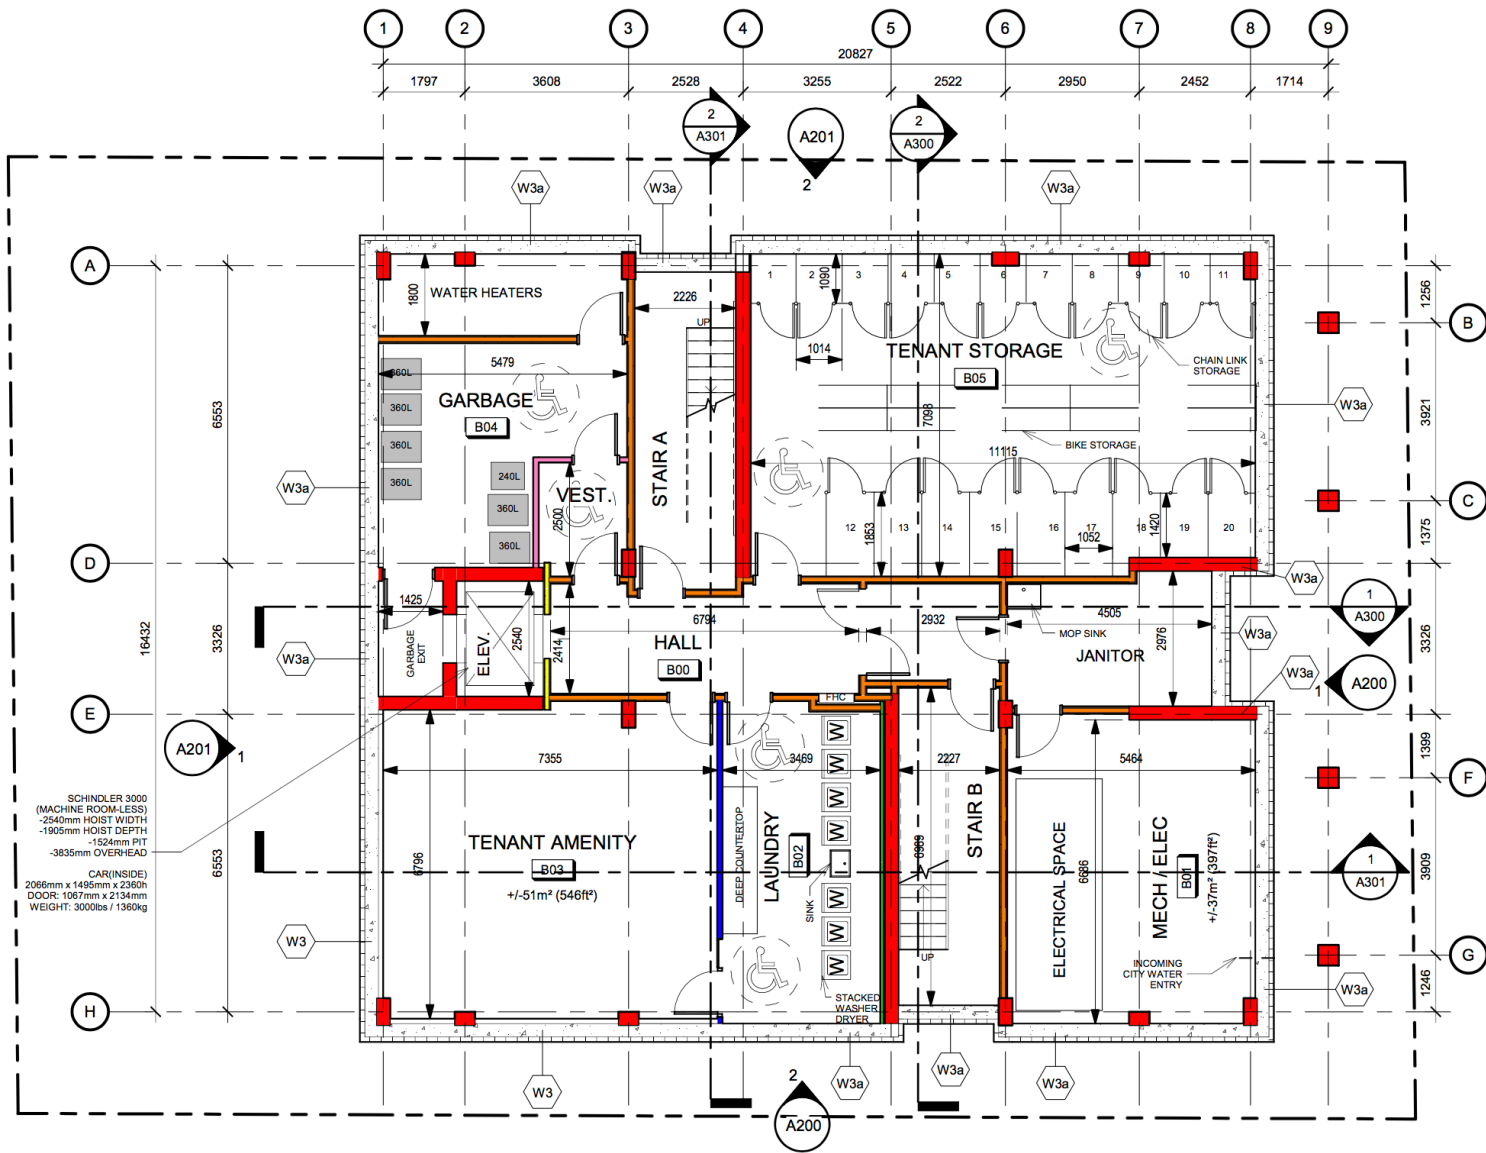 1
2
3
4
5
6
7
8
9
20827
1797
3608
2528
3255
2522
2950
2452
1714
2
A301
A201
2
2
A300
W3a
W3a
W3a
A
B
C
D
E
F
G
H
16432
6553
3326
6553
1256
3921
1375
3326
1399
3909
1246
1800
WATER HEATERS
2226
UP
1090
1
2
3
4
5
6
7
8
9
10
11
TENANT STORAGE
B05
1014
CHAIN LINK
STORAGE
BIKE STORAGE
7098
11115
5479
360L
360L
360L
360L
GARBAGE
B04
240L
360L
360L
VEST.
2500
STAIR A
12
13
14
15
16
17
18
19
20
1853
1052
1420
W3a
W3a
W3a
W3a
W3a
W3a
1425
GARBAGE
EXIT
ELEV.
2540
2414
6794
HALL
B00
2932
4505
MOP SINK
2976
JANITOR
1
A300
1
A200
FHC
A201
1
7355
3469
2227
5464
SCHINDLER 3000
(MACHINE ROOM-LESS)
-2540mm HOIST WIDTH
-1905mm HOIST DEPTH
-1524mm PIT
-3835mm OVERHEAD
CAR(INSIDE)
2066mm x 1495mm x 2360h
DOOR: 1067mm x 2134mm
WEIGHT: 3000lbs / 1360kg
6796
TENANT AMENITY
B03
+/-51m² (546ft²)
DEEP COUNTERTOP
LAUNDRY
B02
SINK
W
W
W
W
W
W
W
STACKED
WASHER
DRYER
6969
STAIR B
UP
ELECTRICAL SPACE
6686
MECH / ELEC
B01
+/-37m² (397ft²)
INCOMING
CITY WATER
ENTRY
1
A301
W3
W3a
W3
W3a
W3a
W3a
2
A200